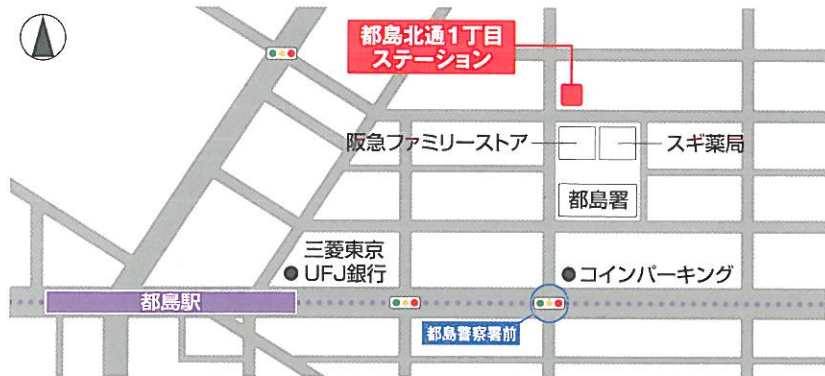 都島北通1丁目
ステーション
阪急ファミリーストア
スギ薬局
都島署
三菱東京
UFJ銀行
コインパーキング
都島駅
都島警察署前